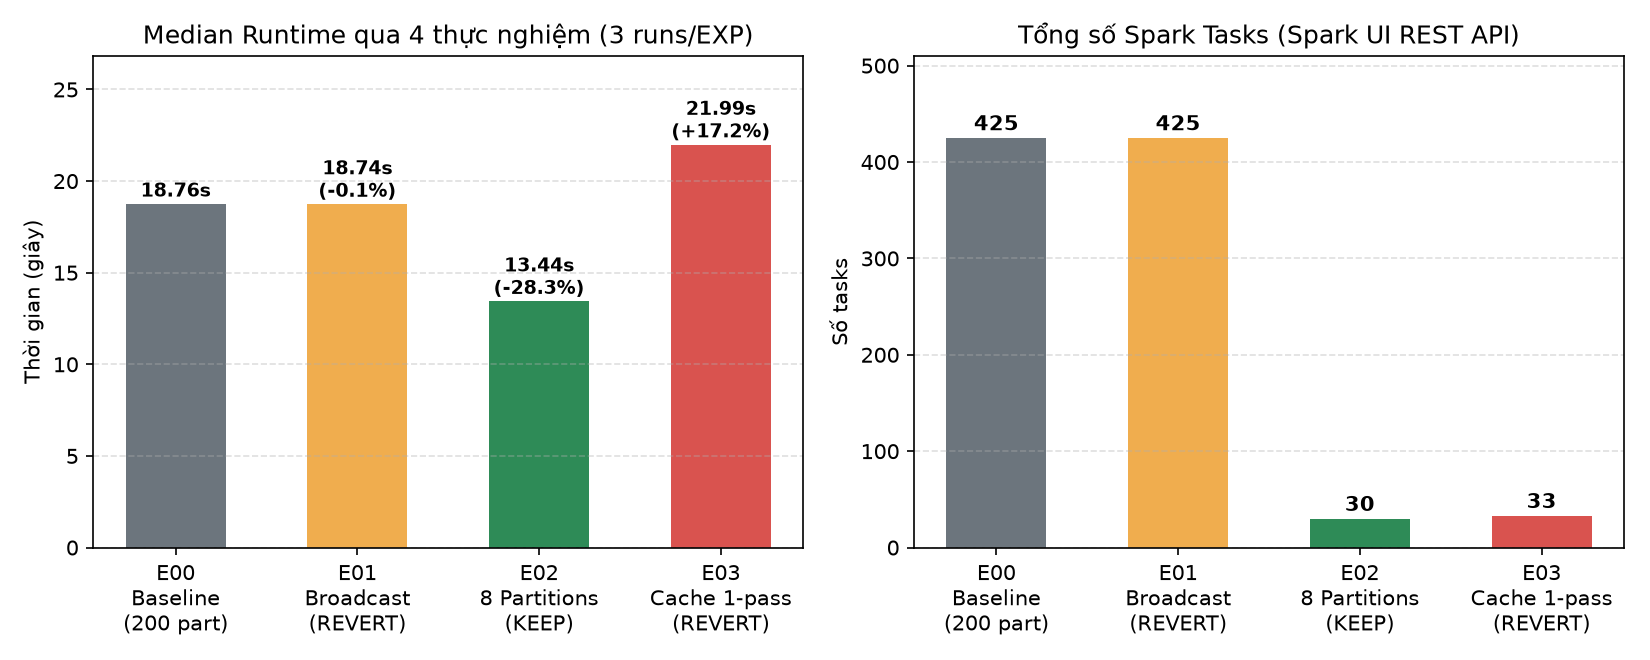 Median Runtime qua 4 thực nghiệm (3 runs/EXP)
Thời gian (giây)
25
20
15
10
5
0
18.76s
18.74s
(-0.1%)
13.44s
(-28.3%)
21.99s
(+17.2%)
E00
Baseline
(200 part)
E01
Broadcast
(REVERT)
E02
8 Partitions
(KEEP)
E03
Cache 1-pass
(REVERT)
Tổng số Spark Tasks (Spark UI REST API)
Số tasks
500
400
300
200
100
0
425
425
30
33
E00
Baseline
(200 part)
E01
Broadcast
(REVERT)
E02
8 Partitions
(KEEP)
E03
Cache 1-pass
(REVERT)